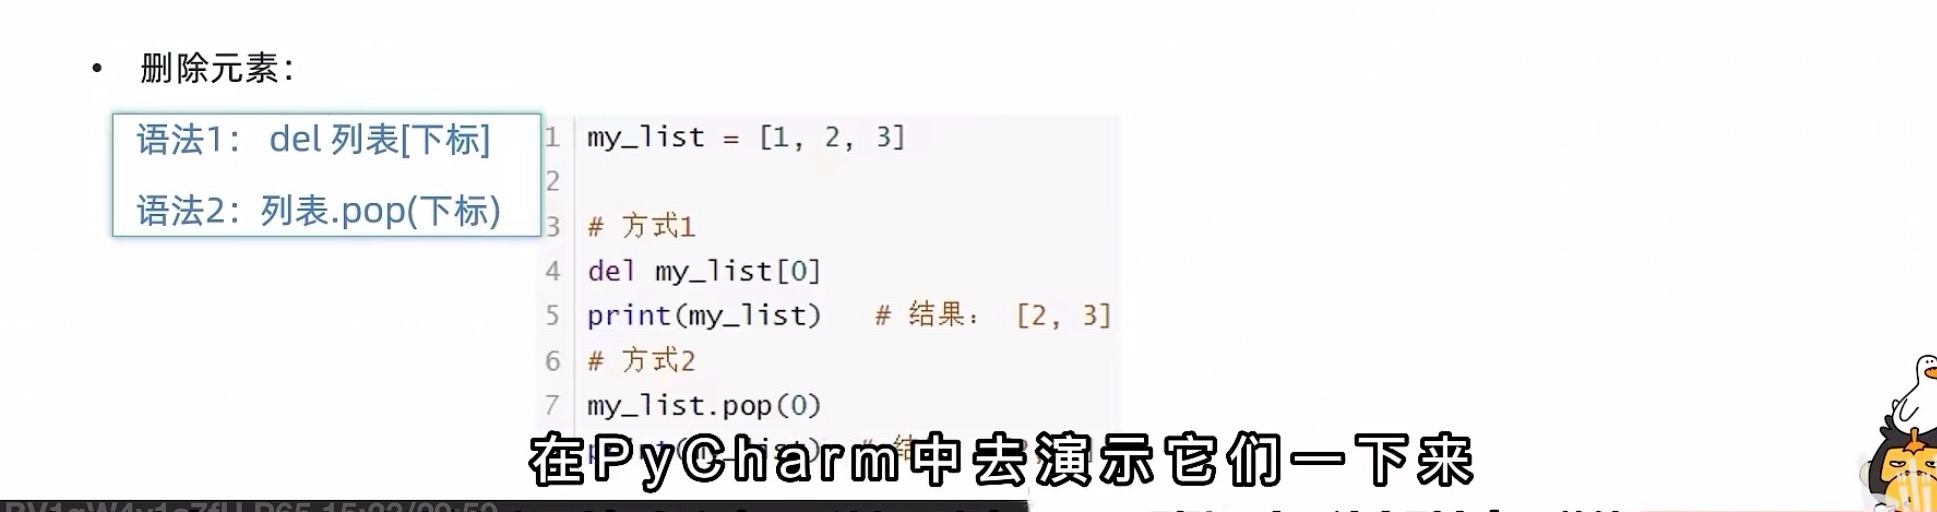 • 删除元素：
语法1： del 列表[下标]
语法2：列表.pop(下标)
1 my_list = [1, 2, 3]
2
3 # 方式1
4 del my_list[0]
5 print(my_list) # 结果： [2, 3]
6 # 方式2
7 my_list.pop(0)
在PyCharm中去演示它们一下来